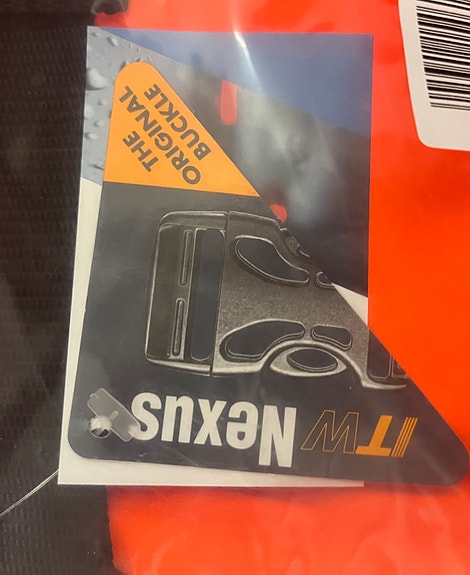 THE
ORIGINAL
BUCKLE
ITW Nexus